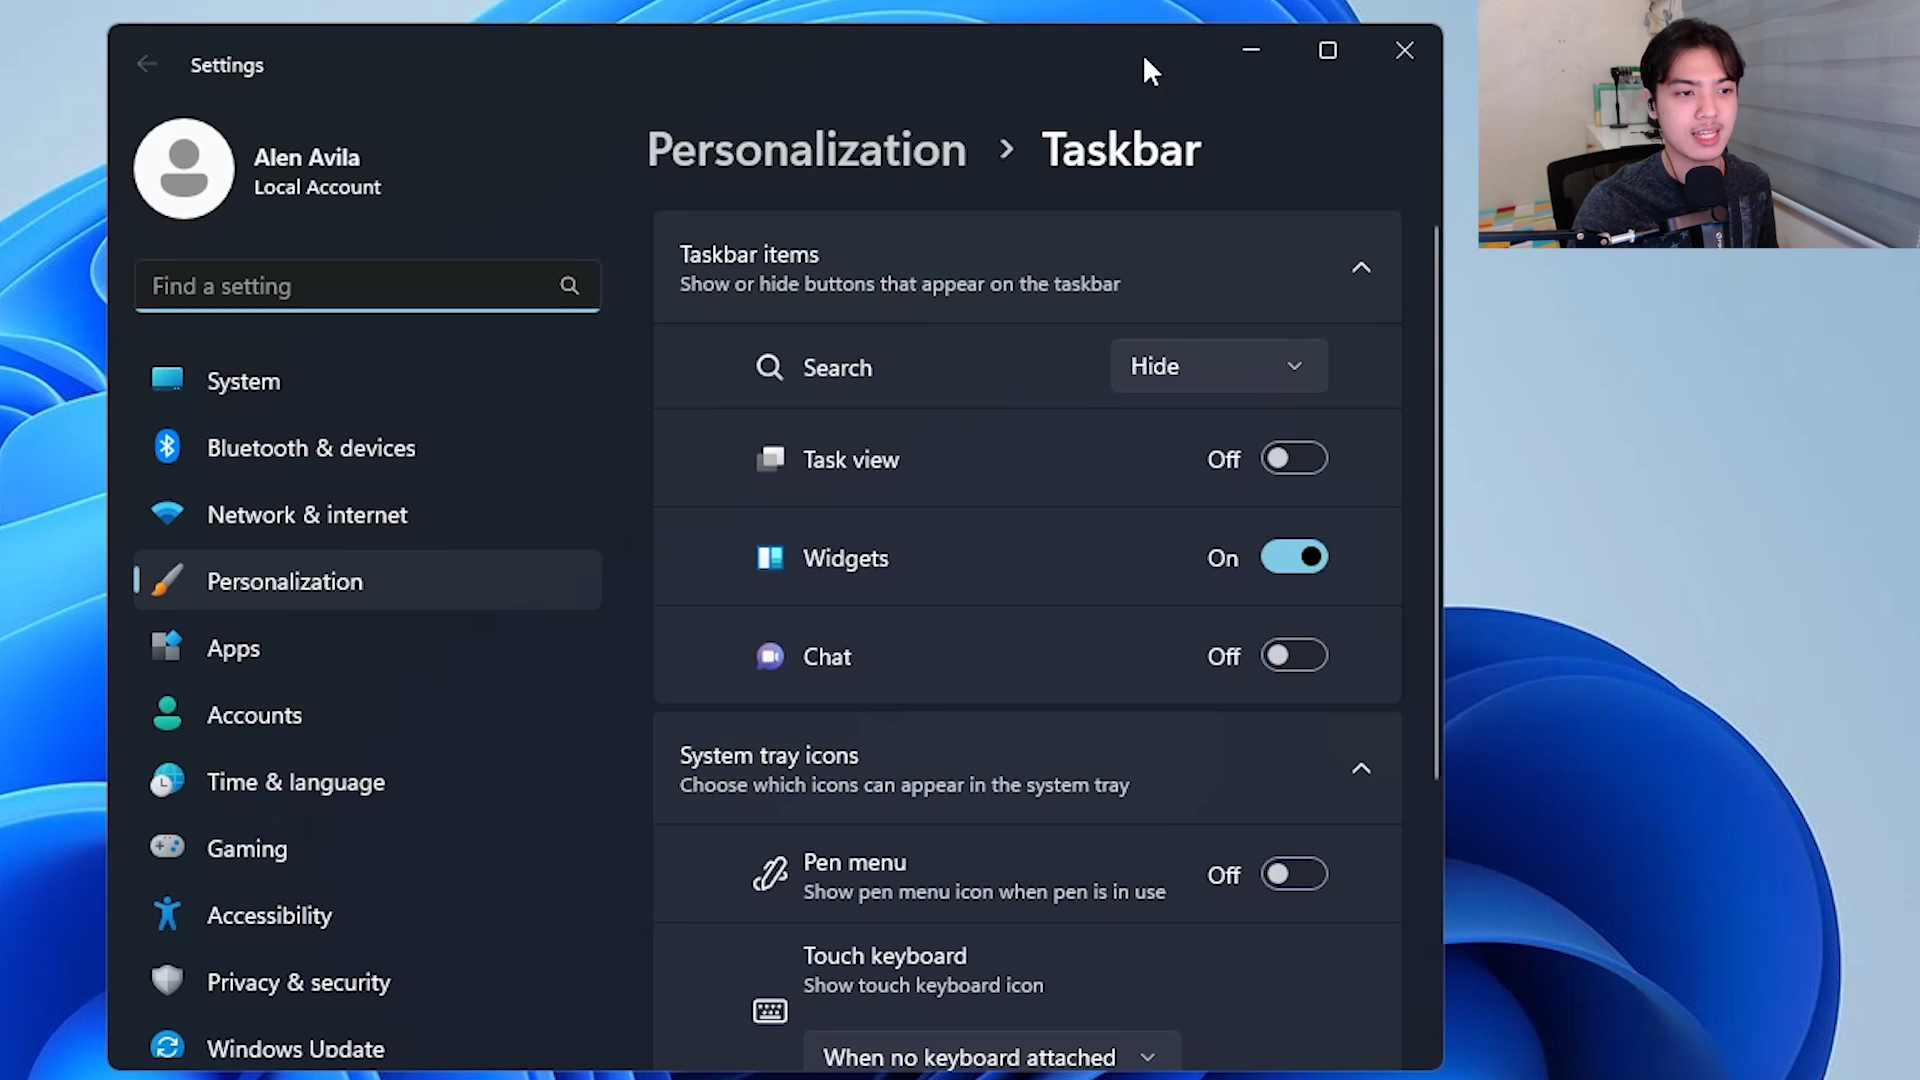 Settings
Alen Avila
Local Account
Find a setting
System
Bluetooth & devices
Network & internet
Personalization
Apps
Accounts
Time & language
Gaming
Accessibility
Privacy & security
Windows Update
Personalization > Taskbar
Taskbar items
Show or hide buttons that appear on the taskbar
Search Hide
Task view Off
Widgets On
Chat Off
System tray icons
Choose which icons can appear in the system tray
Pen menu
Show pen menu icon when pen is in use
Off
Touch keyboard
Show touch keyboard icon
When no keyboard attached